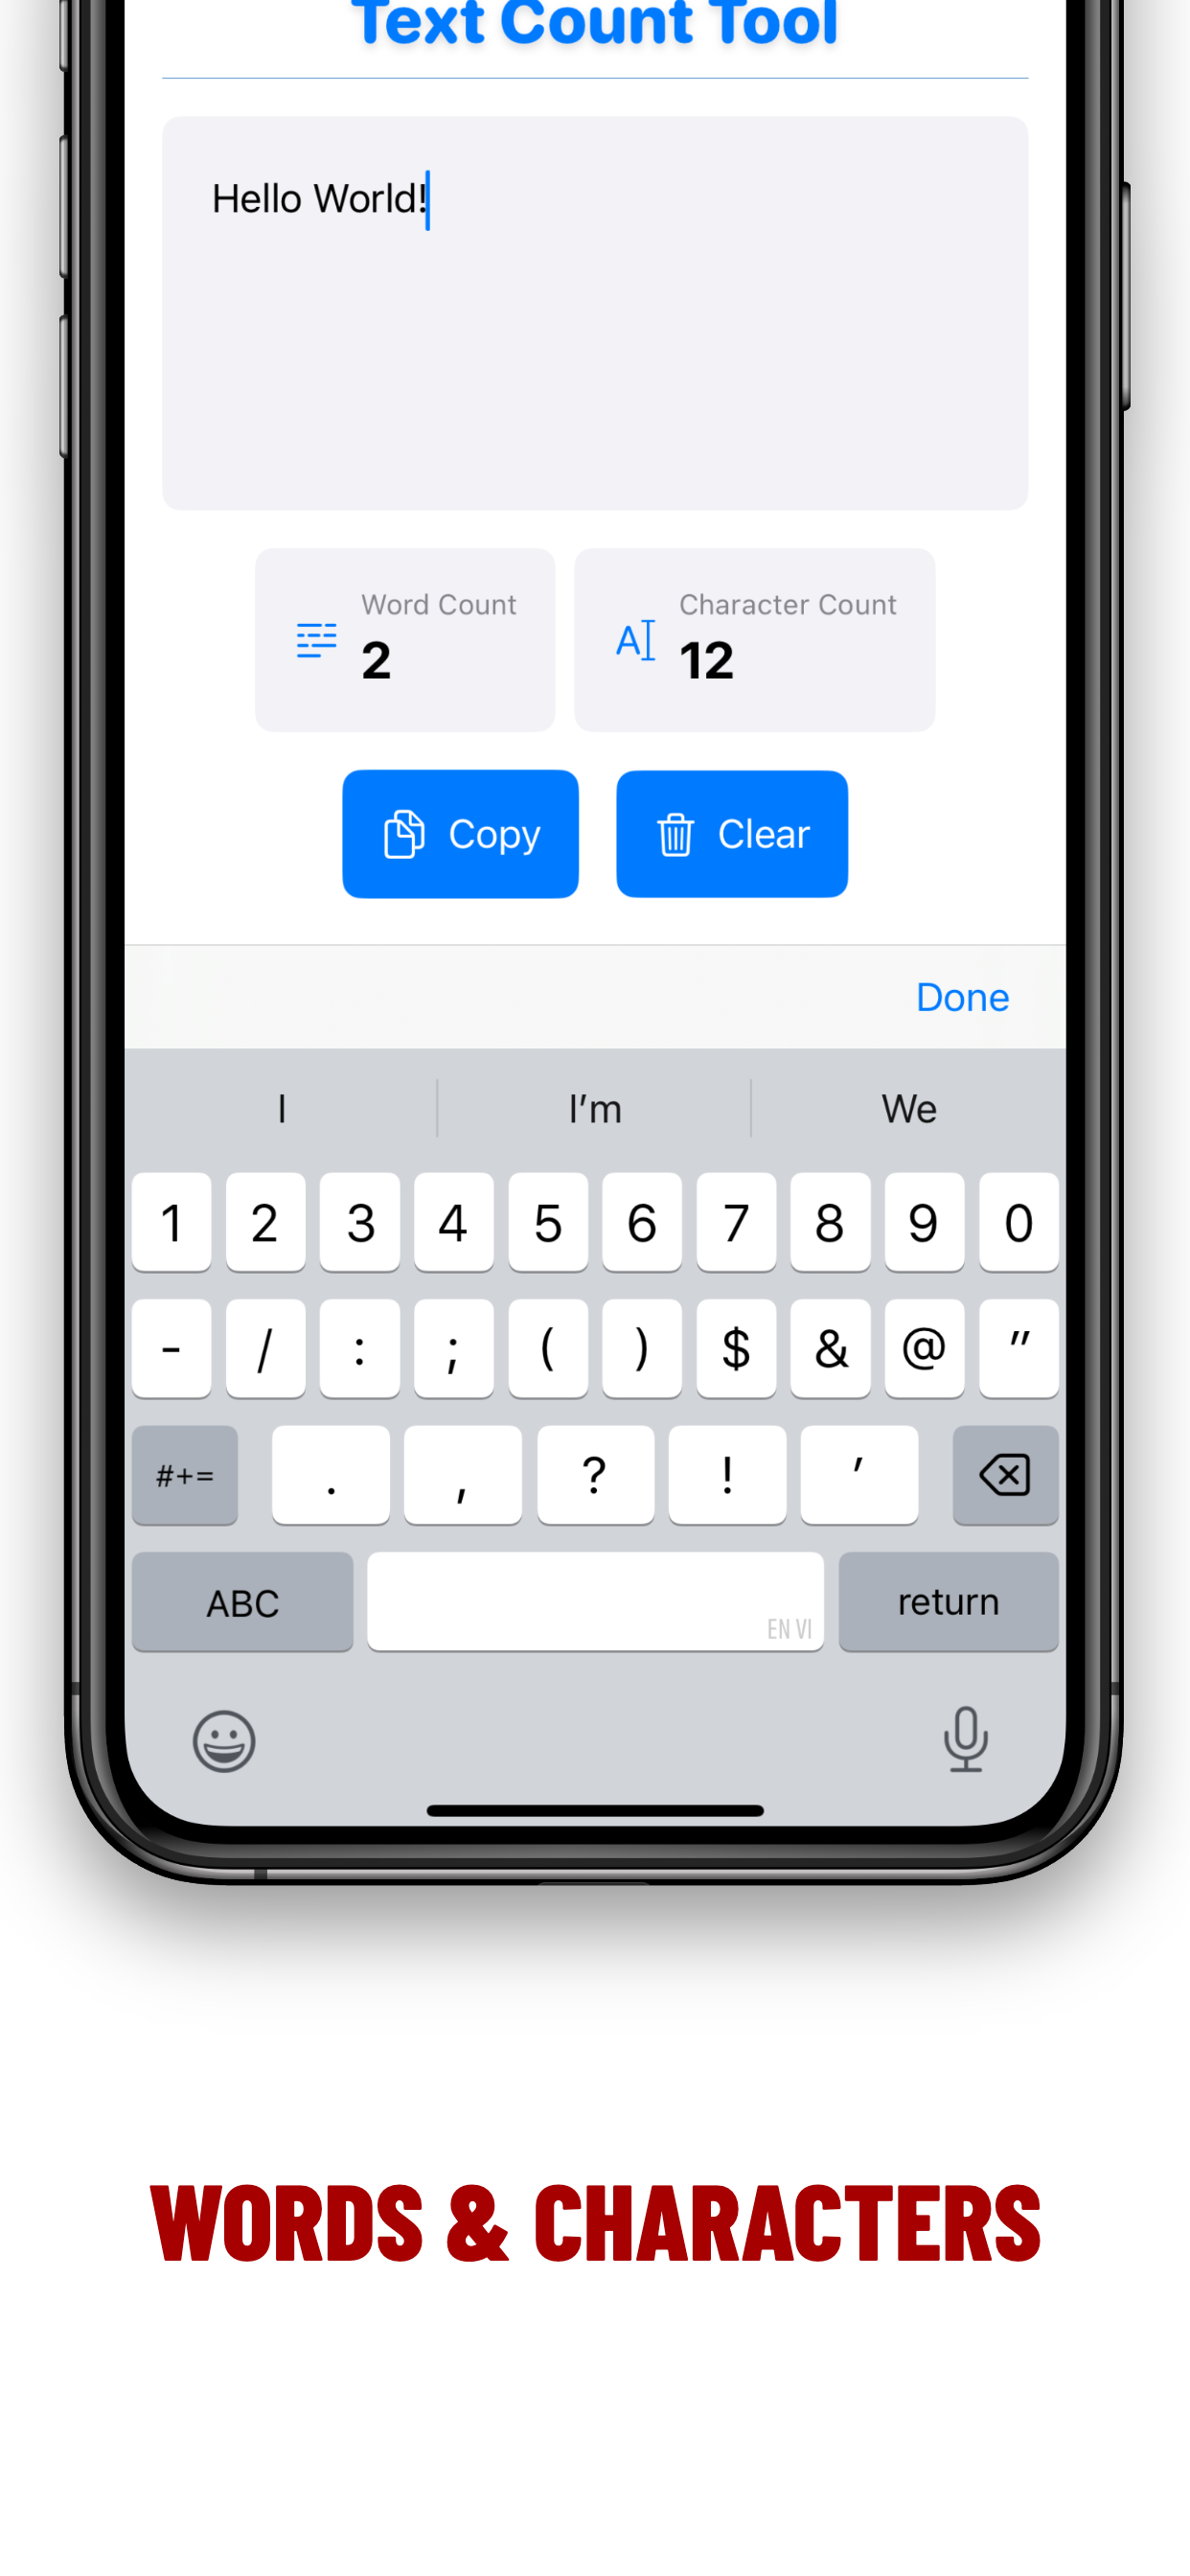 Text Count Tool
Hello World!
Word Count
2
Character Count
12
Copy
Clear
Done
I
I’m
We
1 2 3 4 5 6 7 8 9 0
- / : ; ( ) $ & @ "
#+= . , ? ! '
ABC
EN VI
return
WORDS & CHARACTERS